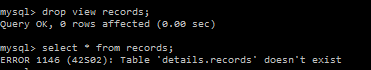 mysql> drop view records;
Query OK, 0 rows affected (0.00 sec)
mysql> select * from records;
ERROR 1146 (42S02): Table 'details.records' doesn't exist